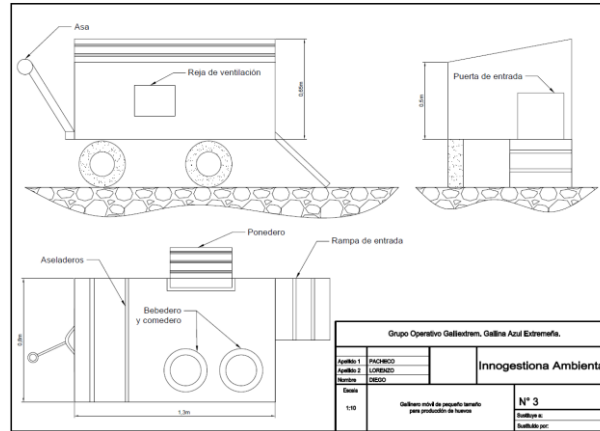 Asa
Reja de ventilación
0,65m
Puerta de entrada
0,5m
Ponedero
Rampa de entrada
Aseladeros
Bebedero
y comedero
0,8m
1,3m
Grupo Operativo Galliextrem. Gallina Azul Extremeña.
Apellido 1 PACHECO
Apellido 2 LORENZO
Nombre DIEGO
Innogestiona Ambienta
Escala
1:10
Gallinero móvil de pequeño tamaño
para producción de huevos
N° 3
Sustituye a:
Sustituido por: